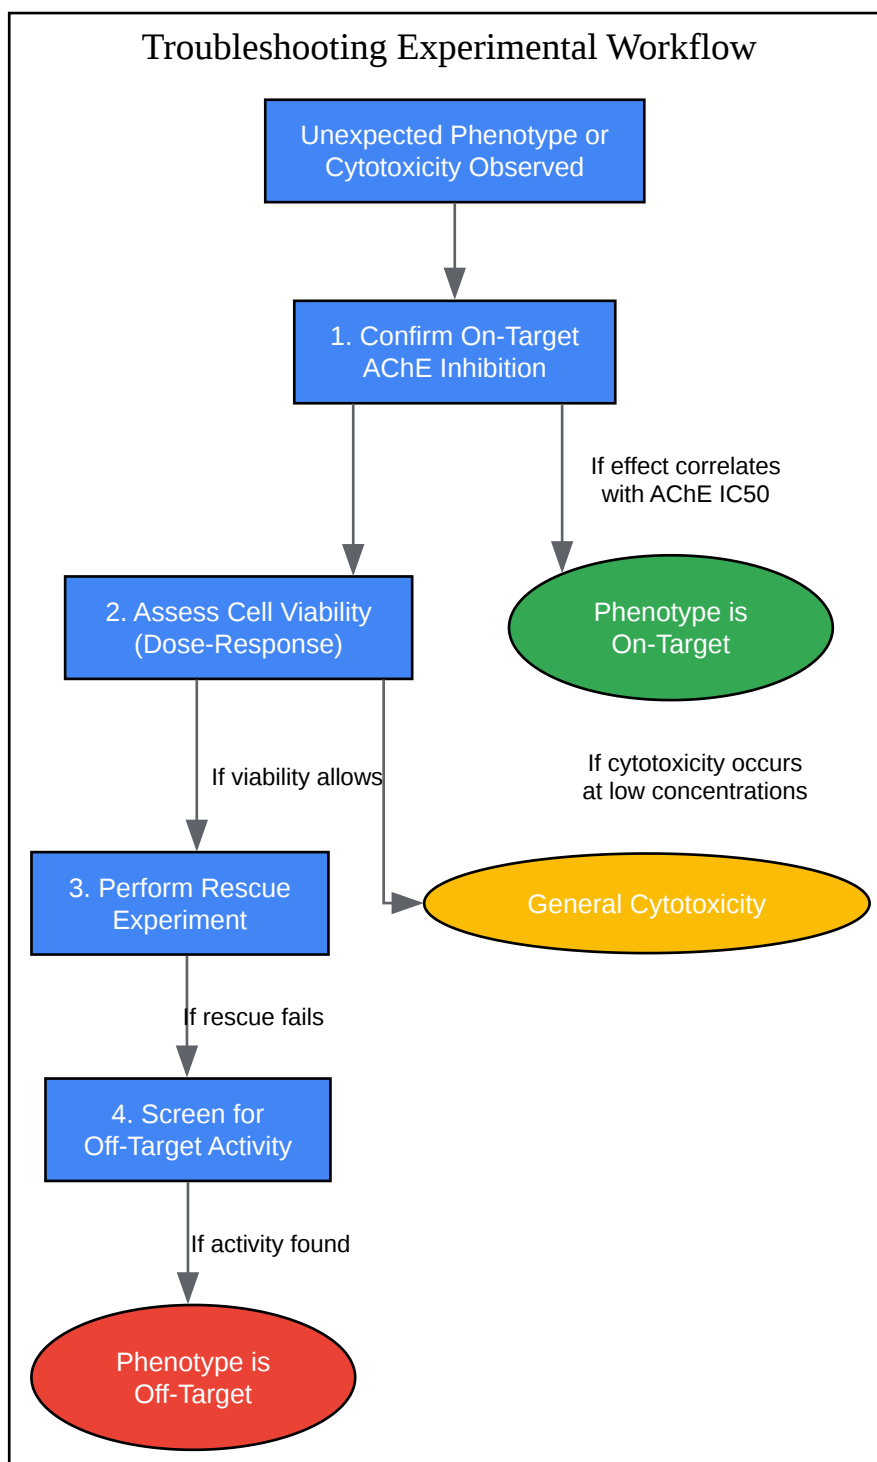 Troubleshooting Experimental Workflow
Unexpected Phenotype or
Cytotoxicity Observed
1. Confirm On-Target
AChE Inhibition
If effect correlates
with AChE IC50
2. Assess Cell Viability
(Dose-Response)
Phenotype is
On-Target
If viability allows
If cytotoxicity occurs
at low concentrations
3. Perform Rescue
Experiment
General Cytotoxicity
If rescue fails
4. Screen for
Off-Target Activity
If activity found
Phenotype is
Off-Target